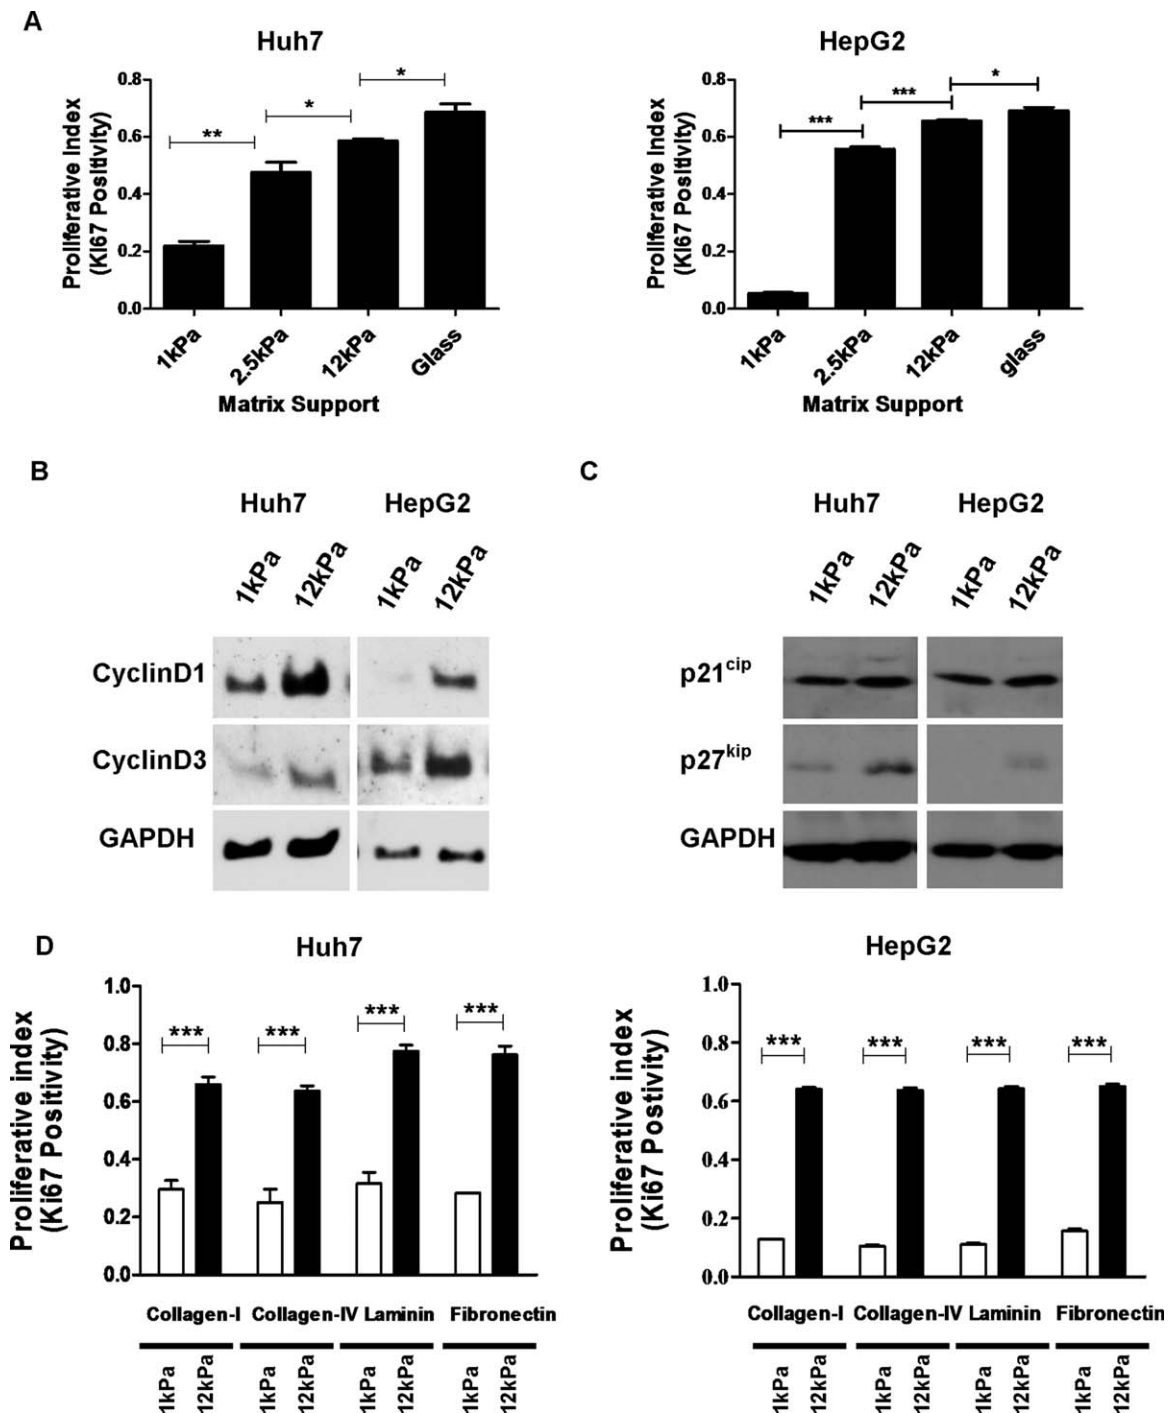 A
Huh7
HepG2
Proliferative Index
(Ki67 Positivity)
0.8
0.6
0.4
0.2
0.0
**
*
*
1kPa
2.5kPa
12kPa
Glass
Matrix Support
Proliferative Index
(Ki67 Positivity)
0.8
0.6
0.4
0.2
0.0
***
***
*
1kPa
2.5kPa
12kPa
glass
Matrix Support
B
Huh7
HepG2
1kPa
12kPa
1kPa
12kPa
CyclinD1
CyclinD3
GAPDH
C
Huh7
HepG2
1kPa
12kPa
1kPa
12kPa
p21cip
p27kip
GAPDH
D
Huh7
Proliferative index
(Ki67 Positivity)
1.0
0.8
0.6
0.4
0.2
0.0
***
***
***
***
Collagen-I
Collagen-IV
Laminin
Fibronectin
1kPa
12kPa
1kPa
12kPa
1kPa
12kPa
1kPa
12kPa
HepG2
Proliferative index
(Ki67 Postivity)
1.0
0.8
0.6
0.4
0.2
0.0
***
***
***
***
Collagen-I
Collagen-IV
Laminin
Fibronectin
1kPa
12kPa
1kPa
12kPa
1kPa
12kPa
1kPa
12kPa